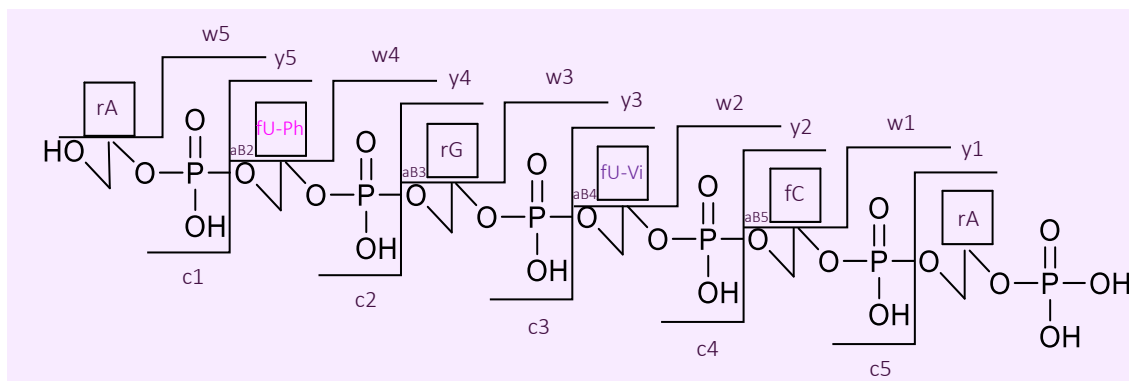 w5
y5
w4
y4
w3
y3
w2
y2
w1
y1
rA
fU-Ph
rG
fU-Vi
fC
rA
aB2
aB3
aB4
aB5
HO
O
O
P
OH
O
O
O
P
OH
O
O
O
P
OH
O
O
O
P
OH
O
O
O
P
OH
O
O
O
P
OH
OH
c1
c2
c3
c4
c5